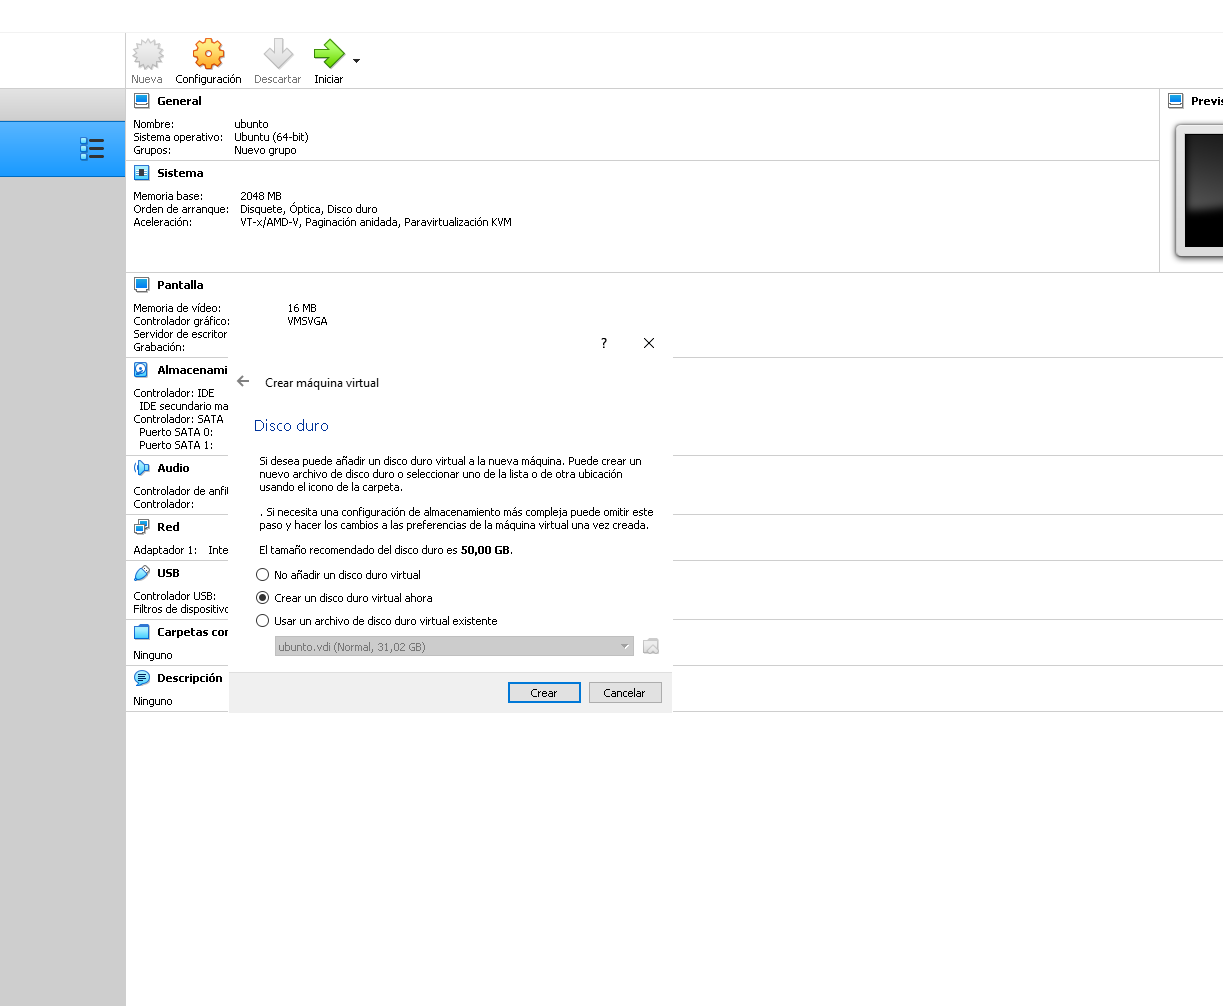 Nueva Configuración Descartar Iniciar
General
Nombre: ubunto
Sistema operativo: Ubuntu (64-bit)
Grupos: Nuevo grupo
Previs
Sistema
Memoria base: 2048 MB
Orden de arranque: Disquete, Óptica, Disco duro
Aceleración: VT-x/AMD-V, Paginación anidada, Paravirtualización KVM
Pantalla
Memoria de vídeo: 16 MB
Controlador gráfico: VMSVGA
Servidor de escritor
Grabación:
Almacenami
Controlador: IDE
IDE secundario ma
Controlador: SATA
Puerto SATA 0:
Puerto SATA 1:
Audio
Controlador de anfit
Controlador:
Red
Adaptador 1: Inte
USB
Controlador USB:
Filtros de dispositivo
Carpetas cor
Ninguno
Descripción
Ninguno
?
Crear máquina virtual
Disco duro
Si desea puede añadir un disco duro virtual a la nueva máquina. Puede crear un
nuevo archivo de disco duro o seleccionar uno de la lista o de otra ubicación
usando el icono de la carpeta.
. Si necesita una configuración de almacenamiento más compleja puede omitir este
paso y hacer los cambios a las preferencias de la máquina virtual una vez creada.
El tamaño recomendado del disco duro es 50,00 GB.
No añadir un disco duro virtual
Crear un disco duro virtual ahora
Usar un archivo de disco duro virtual existente
ubunto.vdi (Normal, 31,02 GB)
Crear Cancelar